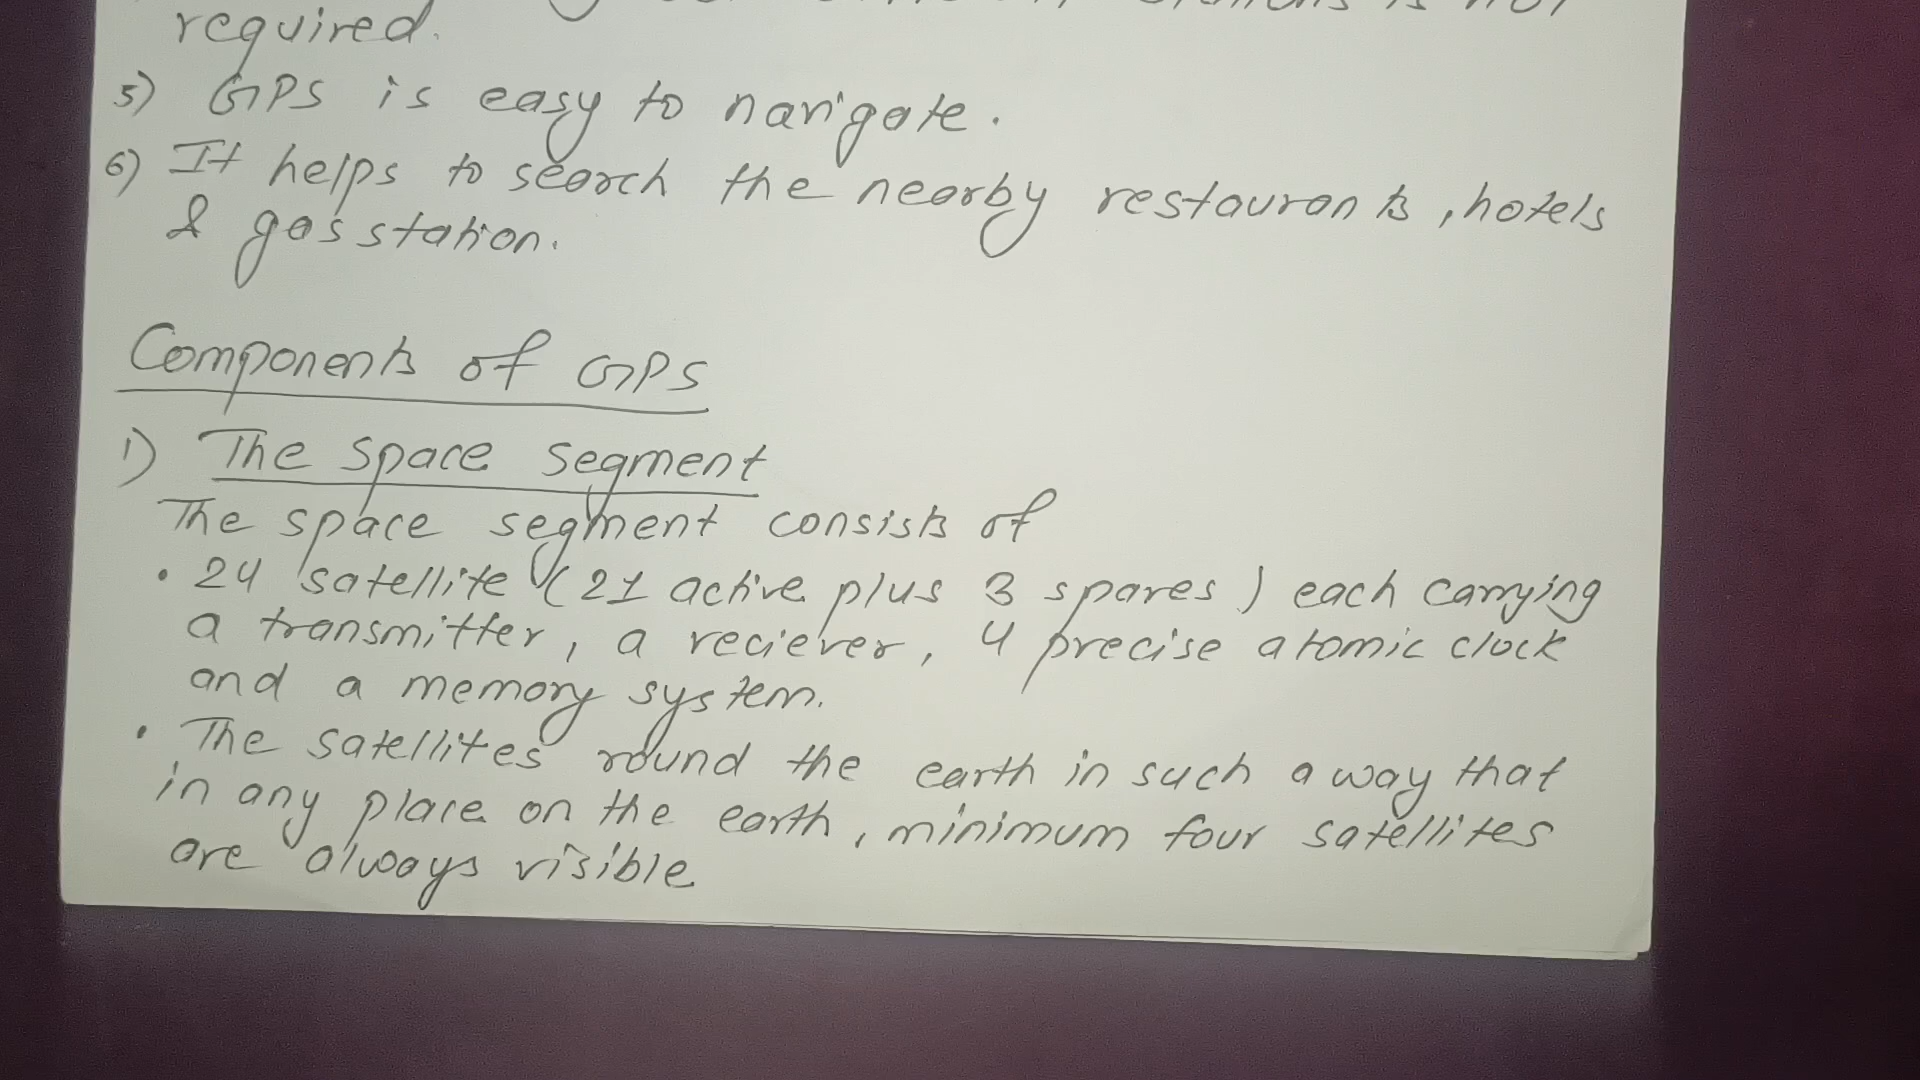 is not
required.
5) GPS is easy to navigate.
6) It helps to search the nearby restaurants, hotels
& gas station.
Components of GPS
1) The space segment
The space segment consists of
• 24 satellite (21 active plus 3 spares) each carrying
a transmitter, a reciever, 4 precise atomic clock
and a memory system.
• The satellites round the earth in such a way that
in any place on the earth, minimum four satellites
are always visible